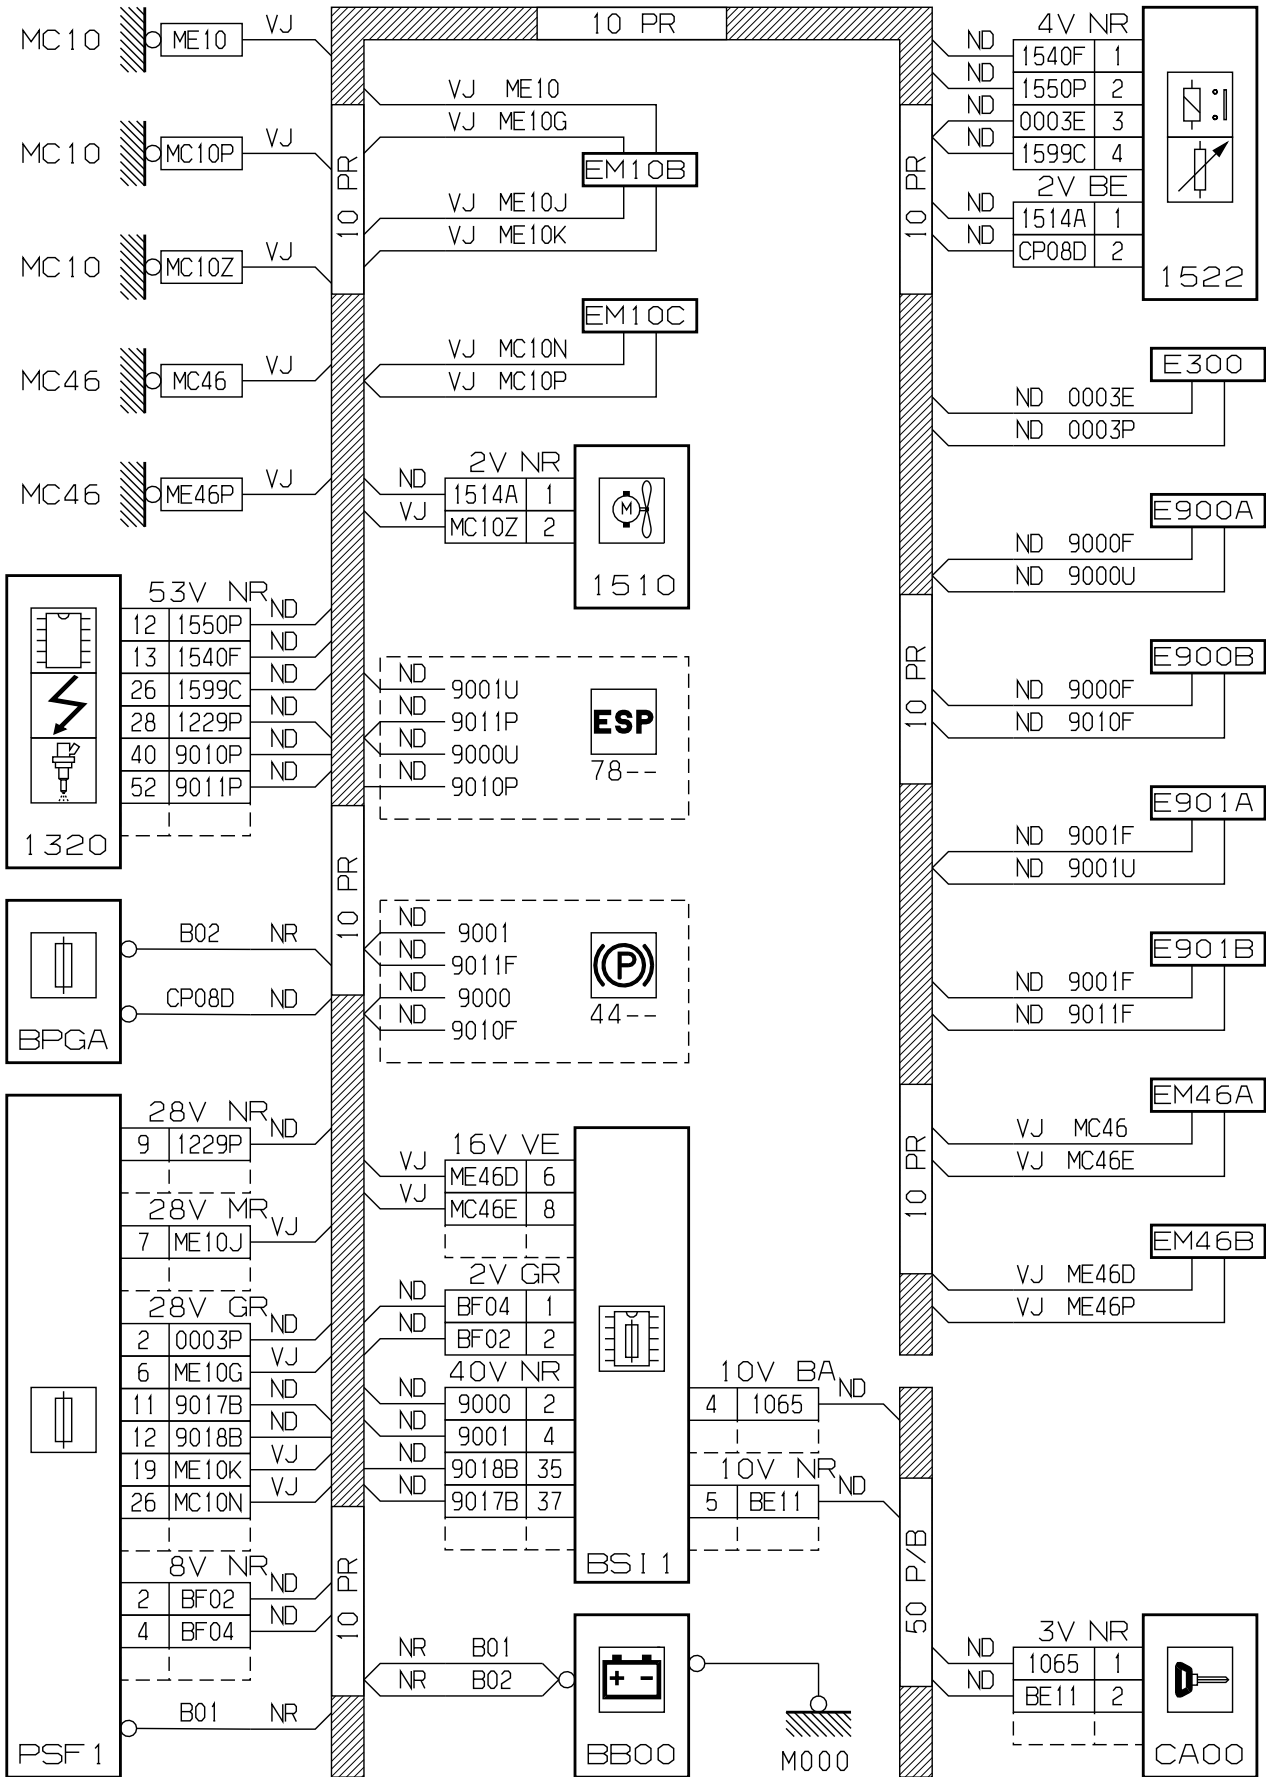 10 PR
MC10 ME10 VJ
MC10 MC10P VJ
MC10 MC10Z VJ
MC46 MC46 VJ
MC46 ME46P VJ
10 PR
VJ ME10
VJ ME10G
EM10B
VJ ME10J
VJ ME10K
EM10C
VJ MC10N
VJ MC10P
2V NR
ND 1514A 1
VJ MC10Z 2
M
1510
53V NR
12 1550P ND
13 1540F ND
26 1599C ND
28 1229P ND
40 9010P ND
52 9011P ND
1320
ND 9001U
ND 9011P
ND 9000U
ND 9010P
ESP
78--
10 PR
B02 NR
CP08D ND
BPGA
ND 9001
ND 9011F
ND 9000
ND 9010F
P
44--
28V NR
9 1229P ND
28V MR
7 ME10J VJ
28V GR
2 0003P ND
6 ME10G VJ
11 9017B ND
12 9018B ND
19 ME10K VJ
26 MC10N VJ
8V NR
2 BF02 ND
4 BF04 ND
B01 NR
PSF1
10 PR
16V VE
VJ ME46D 6
VJ MC46E 8
2V GR
ND BF04 1
ND BF02 2
40V NR
ND 9000 2
ND 9001 4
ND 9018B 35
ND 9017B 37
BSI1
10V BA
4 1065 ND
10V NR
5 BE11 ND
NR B01
NR B02
+ -
BB00
M000
4V NR
ND 1540F 1
ND 1550P 2
ND 0003E 3
ND 1599C 4
2V BE
ND 1514A 1
ND CP08D 2
1522
10 PR
E300
ND 0003E
ND 0003P
E900A
ND 9000F
ND 9000U
10 PR
E900B
ND 9000F
ND 9010F
E901A
ND 9001F
ND 9001U
E901B
ND 9001F
ND 9011F
10 PR
EM46A
VJ MC46
VJ MC46E
EM46B
VJ ME46D
VJ ME46P
50 P/B
3V NR
ND 1065 1
ND BE11 2
CA00